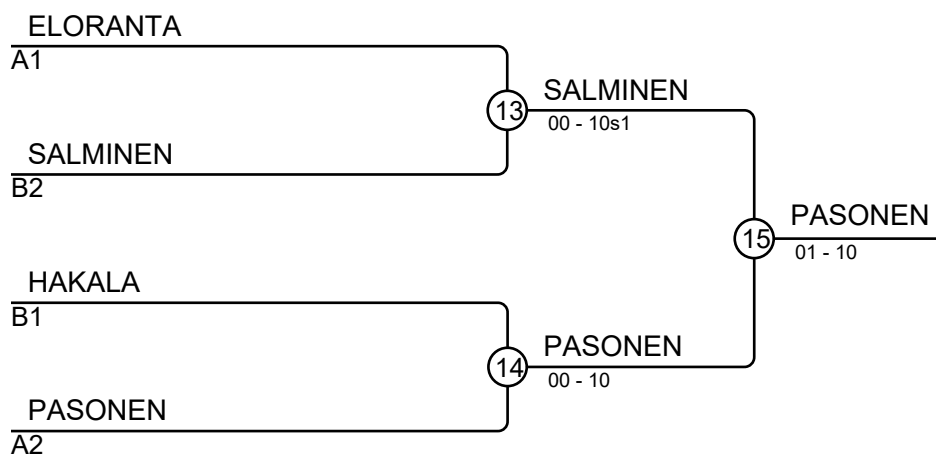 ELORANTA
A1
13
SALMINEN
00 - 10s1
SALMINEN
B2
15
PASONEN
01 - 10
HAKALA
B1
14
PASONEN
00 - 10
PASONEN
A2